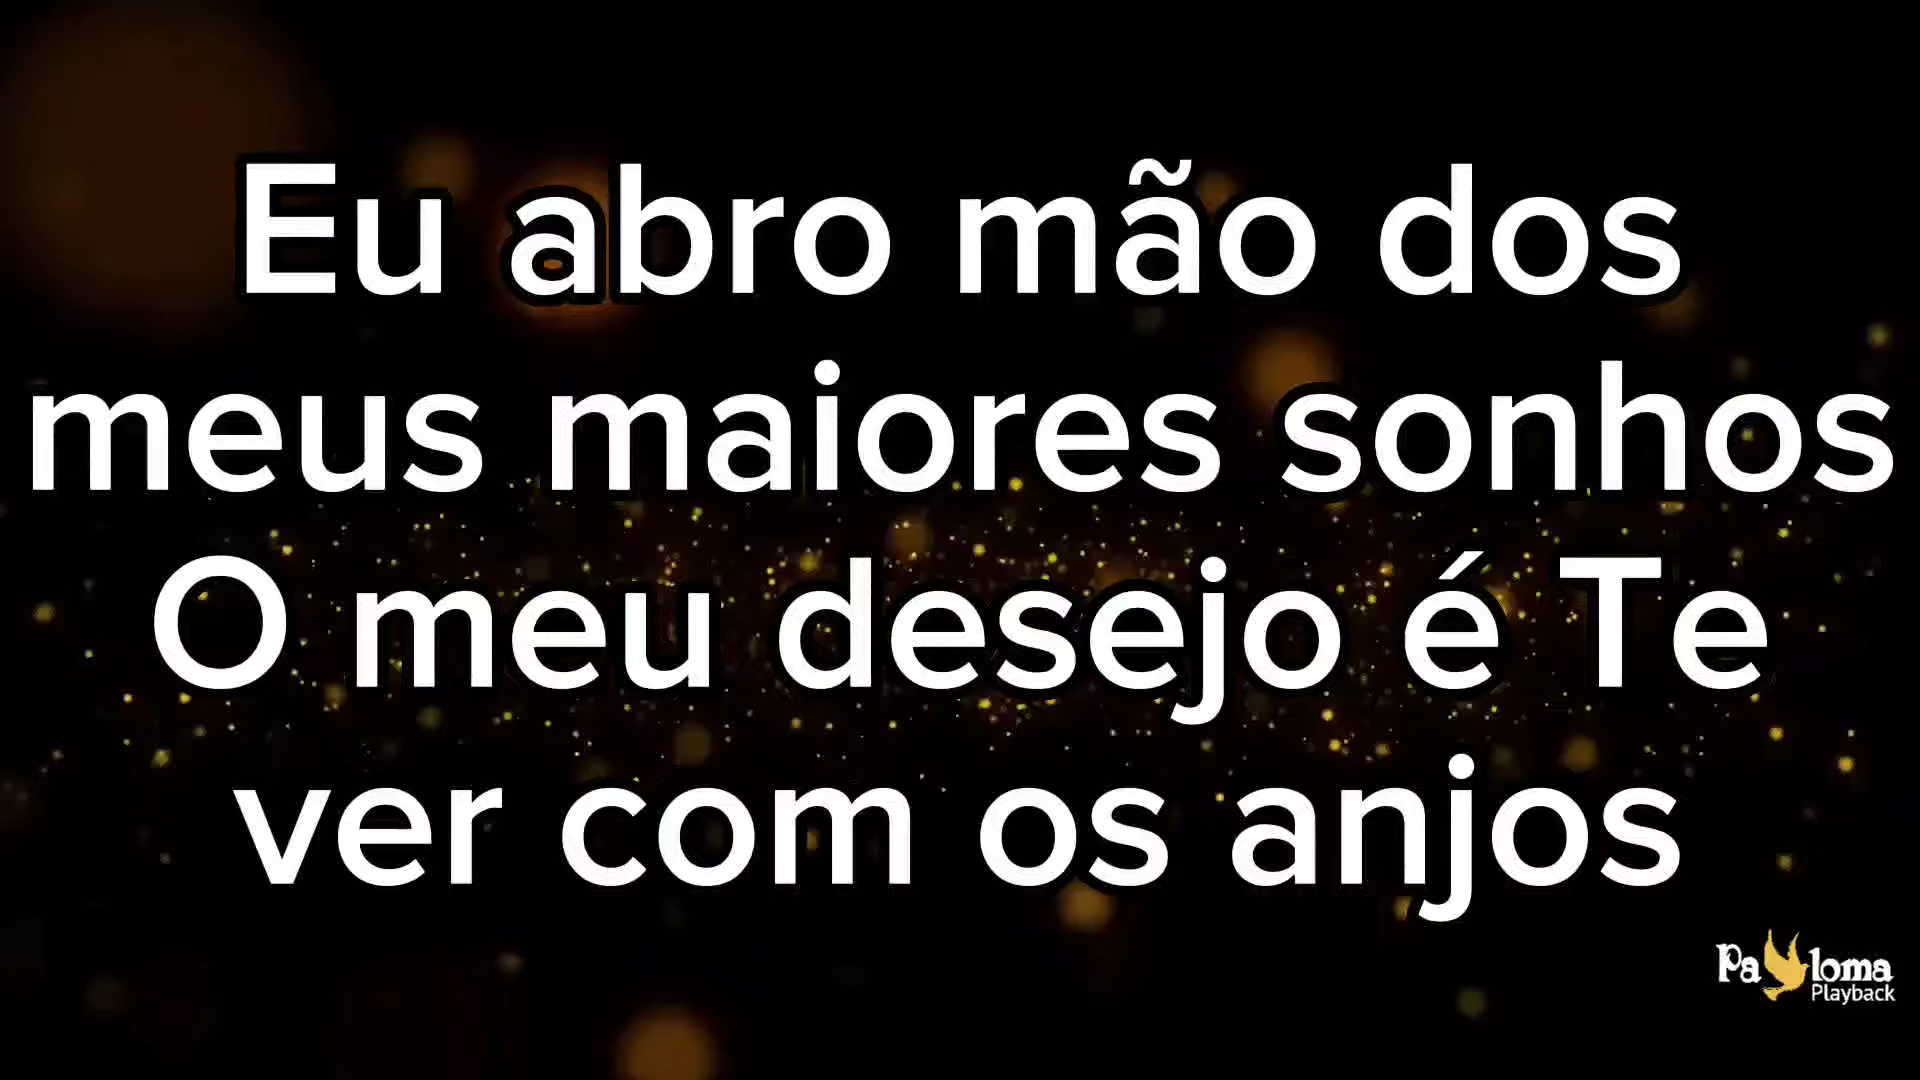 Eu abro mão dos
meus maiores sonhos
O meu desejo é Te
ver com os anjos
Paloma
Playback